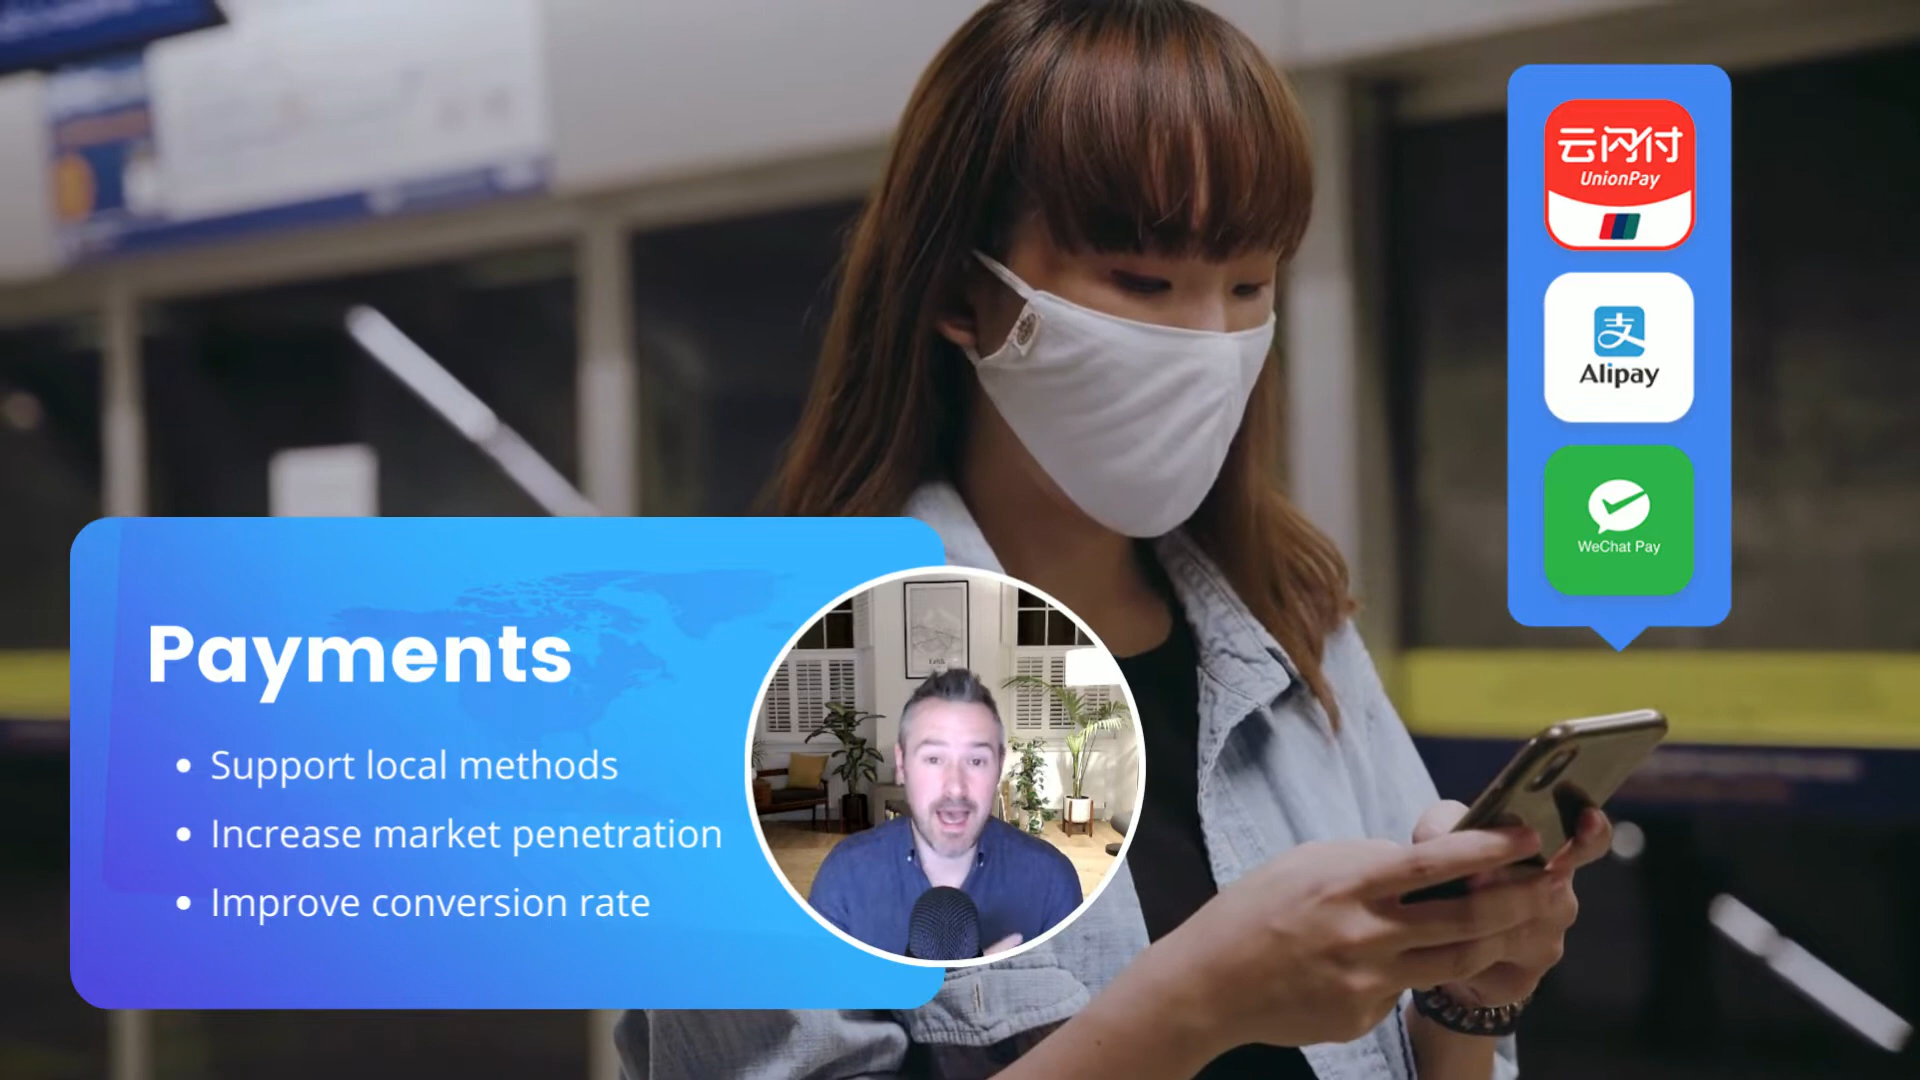 云闪付
UnionPay
支
Alipay
WeChat Pay
Payments
Support local methods
Increase market penetration
Improve conversion rate